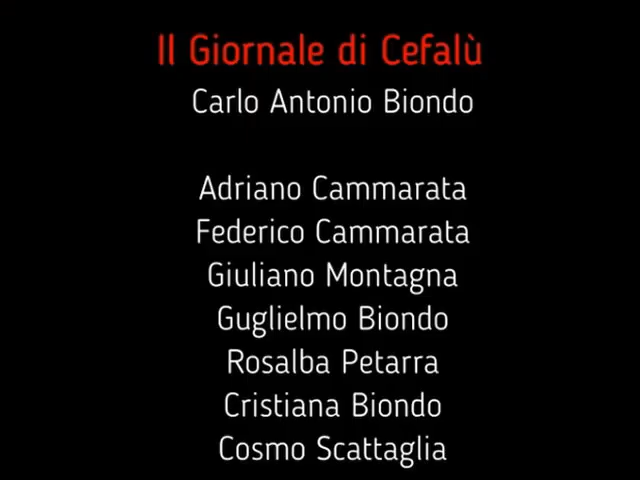 Il Giornale di Cefalù
Carlo Antonio Biondo
Adriano Cammarata
Federico Cammarata
Giuliano Montagna
Guglielmo Biondo
Rosalba Petarra
Cristiana Biondo
Cosmo Scattaglia